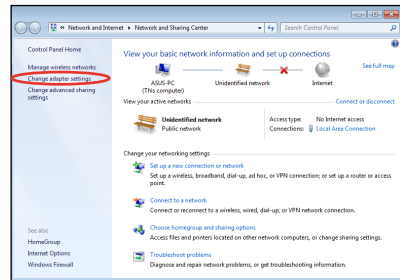 « Network and Internet ▸ Network and Sharing Center
Search Control Panel
Control Panel Home
Manage wireless networks
Change adapter settings
Change advanced sharing
settings
See also
HomeGroup
Internet Options
Windows Firewall
View your basic network information and set up connections
See full map
ASUS-PC
(This computer)
Unidentified network
Internet
View your active networks
Connect or disconnect
Unidentified network
Public network
Access type: No Internet access
Connections: Local Area Connection
Change your networking settings
Set up a new connection or network
Set up a wireless, broadband, dial-up, ad hoc, or VPN connection; or set up a router or access
point.
Connect to a network
Connect or reconnect to a wireless, wired, dial-up, or VPN network connection.
Choose homegroup and sharing options
Access files and printers located on other network computers, or change sharing settings.
Troubleshoot problems
Diagnose and repair network problems, or get troubleshooting information.